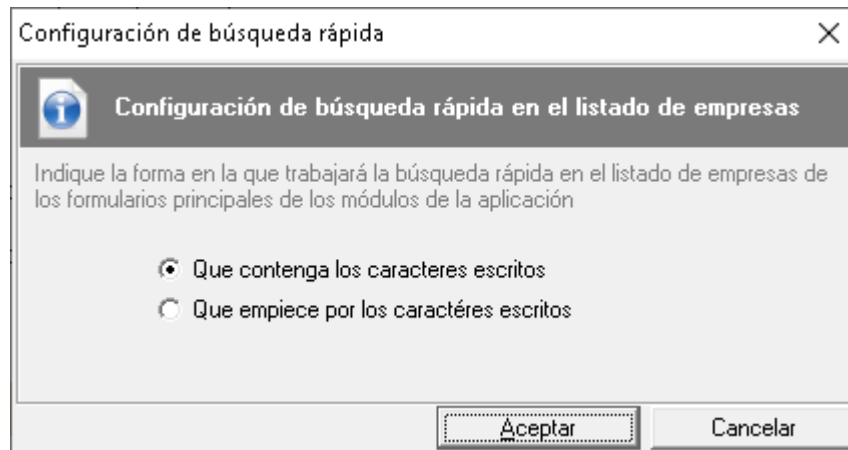 Configuración de búsqueda rápida
Configuración de búsqueda rápida en el listado de empresas
Indique la forma en la que trabajará la búsqueda rápida en el listado de empresas de
los formularios principales de los módulos de la aplicación
Que contenga los caracteres escritos
Que empiece por los caractéres escritos
Aceptar
Cancelar